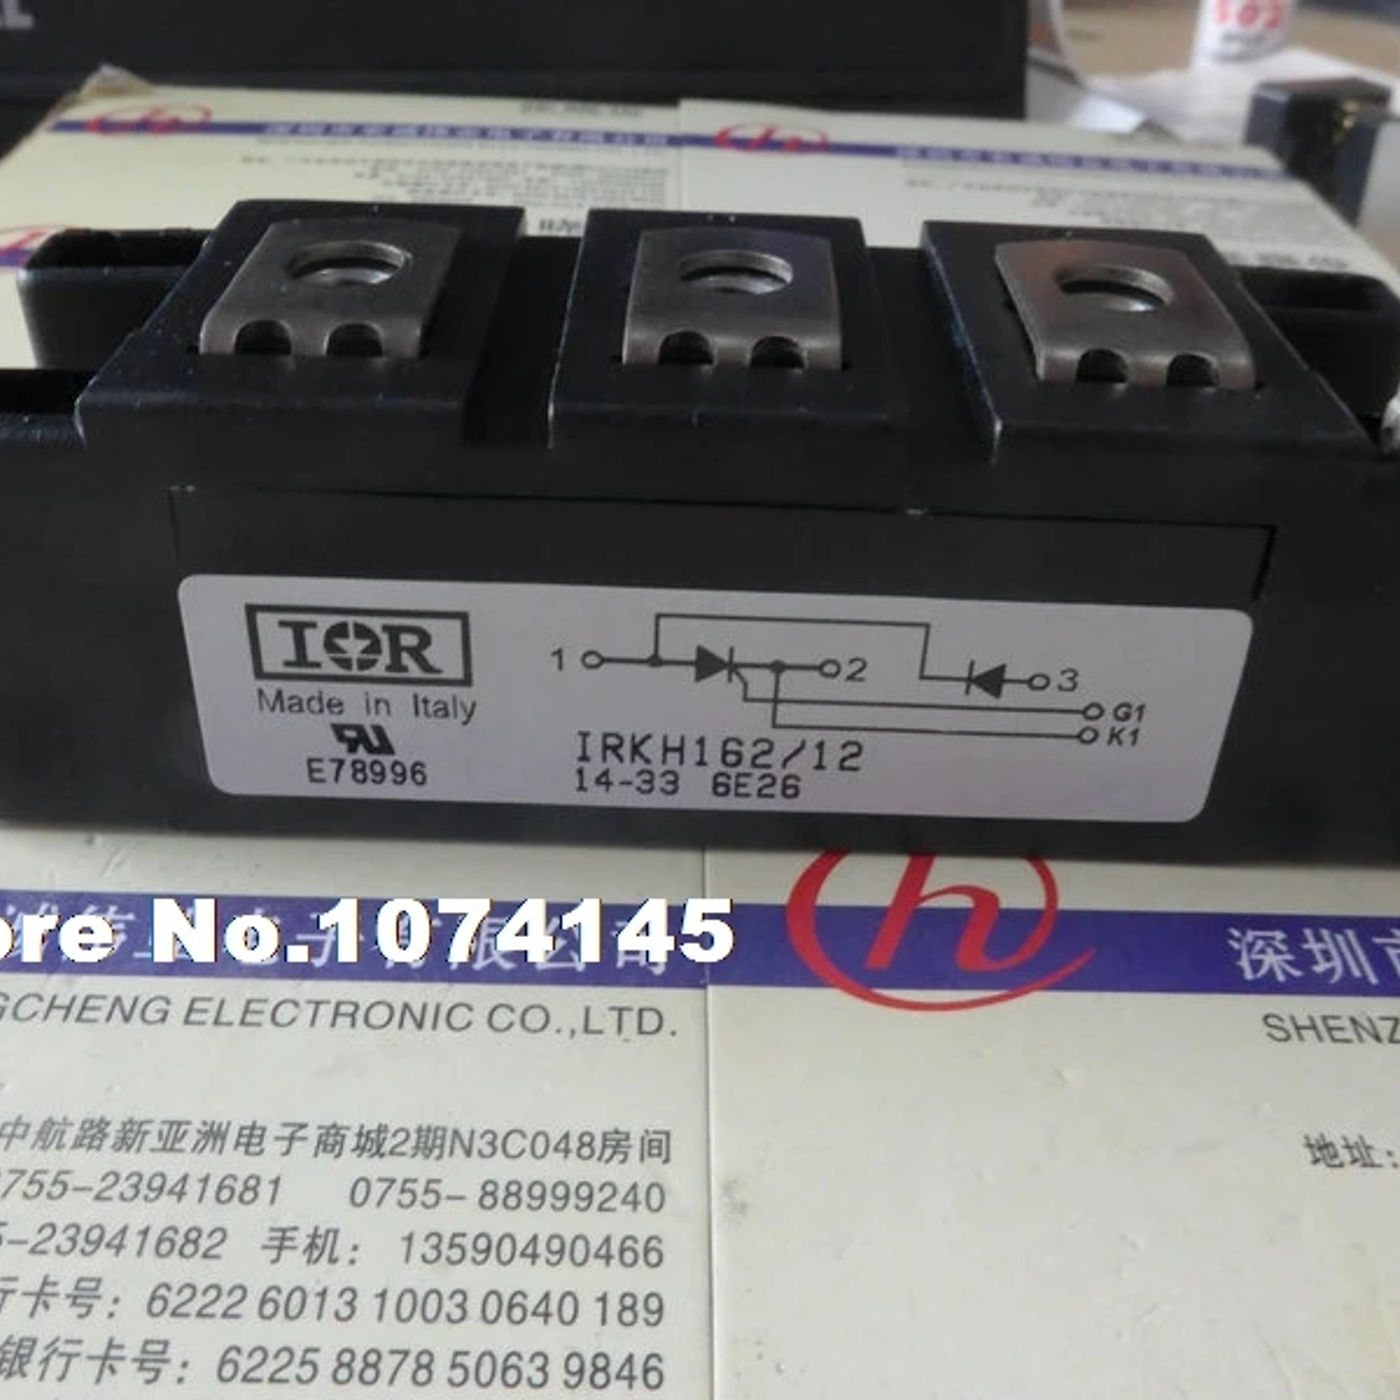 502
IOR
Made in Italy
E78996
1
2
3
G1
K1
IRKH162/12
14-33 6E26
ore No.1074145
h
深圳市
GCHENG ELECTRONIC CO.,LTD.
SHENZ
中航路新亚洲电子商城2期N3C048房间
地址:
0755-23941681 0755-88999240
5-23941682 手机: 13590490466
行卡号: 6222 6013 1003 0640 189
银行卡号: 6225 8878 5063 9846